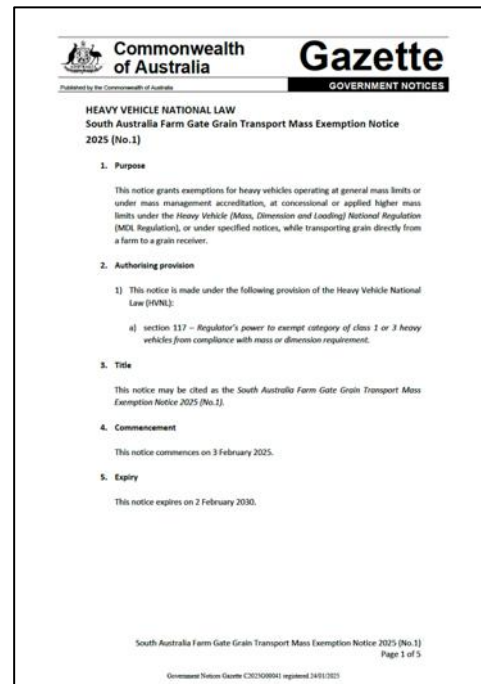 Commonwealth
of Australia
Gazette
Published by the Commonwealth of Australia
GOVERNMENT NOTICES
HEAVY VEHICLE NATIONAL LAW
South Australia Farm Gate Grain Transport Mass Exemption Notice
2025 (No.1)
1. Purpose
This notice grants exemptions for heavy vehicles operating at general mass limits or
under mass management accreditation, at concessional or applied higher mass
limits under the Heavy Vehicle (Mass, Dimension and Loading) National Regulation
(MDL Regulation), or under specified notices, while transporting grain directly from
a farm to a grain receiver.
2. Authorising provision
1) This notice is made under the following provision of the Heavy Vehicle National
Law (HVNL):
a) section 117 – Regulator's power to exempt category of class 1 or 3 heavy
vehicles from compliance with mass or dimension requirement.
3. Title
This notice may be cited as the South Australia Farm Gate Grain Transport Mass
Exemption Notice 2025 (No.1).
4. Commencement
This notice commences on 3 February 2025.
5. Expiry
This notice expires on 2 February 2030.
South Australia Farm Gate Grain Transport Mass Exemption Notice 2025 (No.1)
Page 1 of 5
Government Notices Gazette C2025G00041 registered 24/01/2025